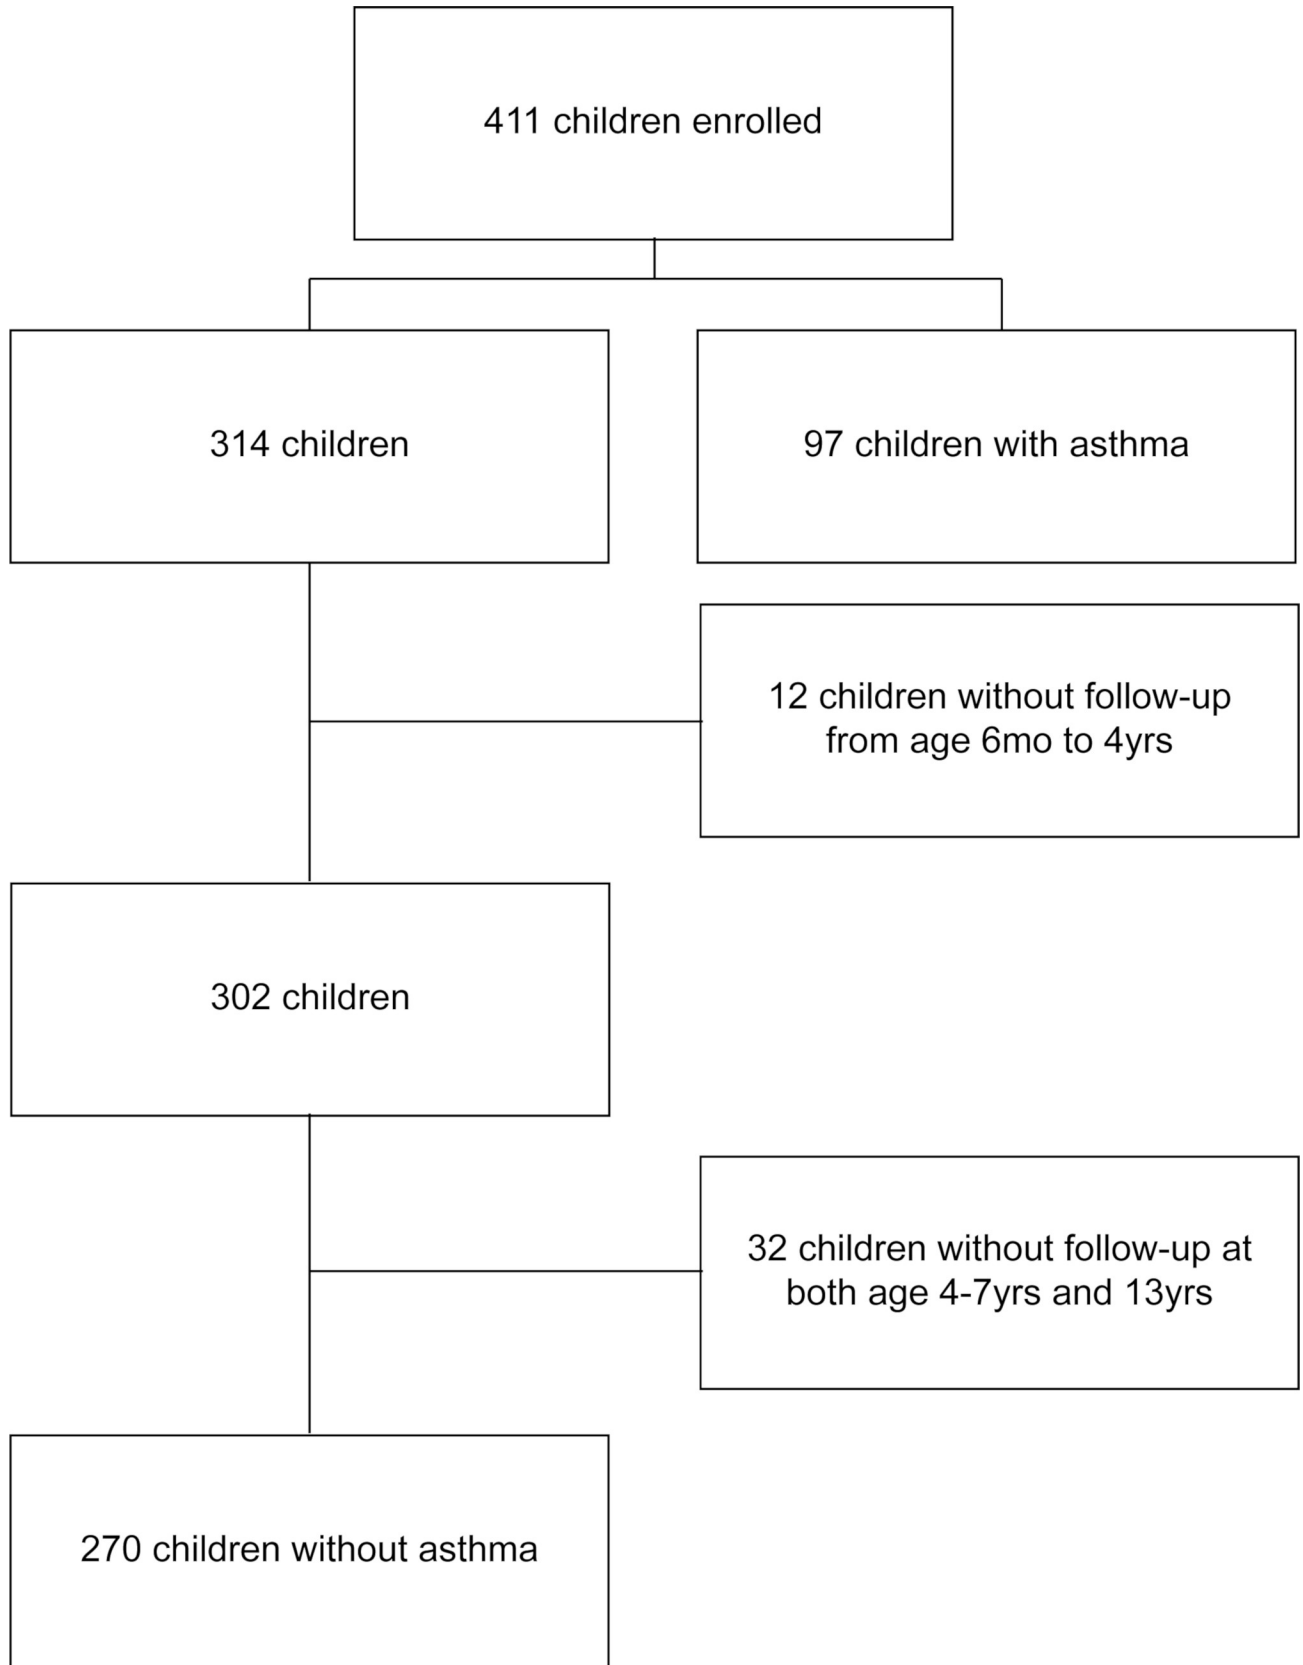 411 children enrolled
314 children
97 children with asthma
12 children without follow-up
from age 6mo to 4yrs
302 children
32 children without follow-up at
both age 4-7yrs and 13yrs
270 children without asthma